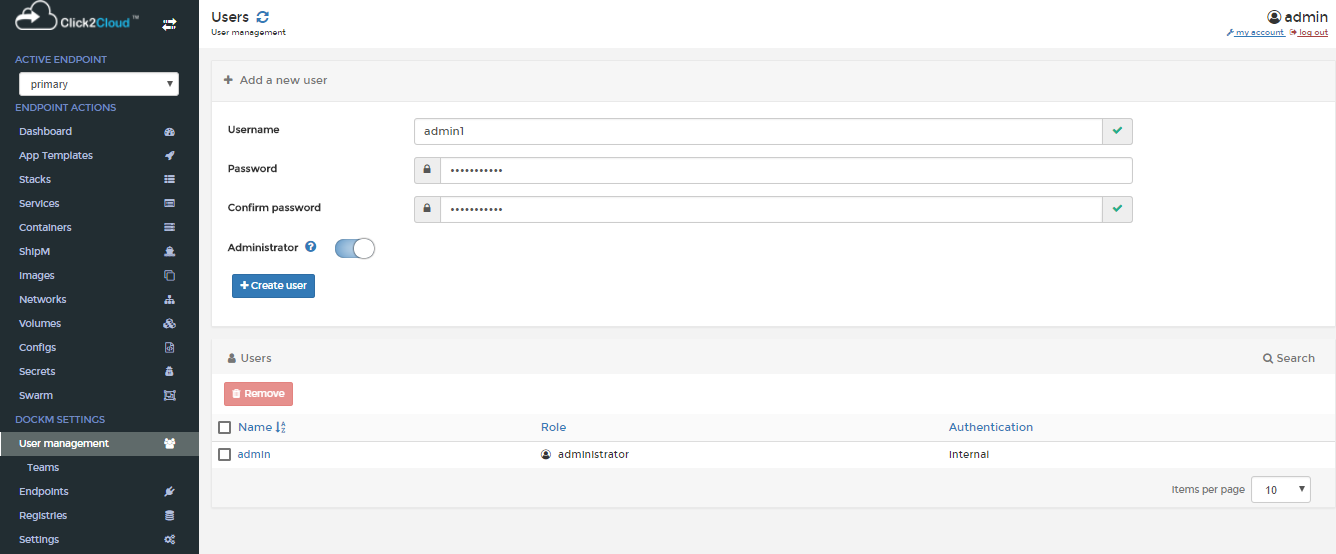 Click2Cloud™
ACTIVE ENDPOINT
primary
ENDPOINT ACTIONS
Dashboard
App Templates
Stacks
Services
Containers
ShipM
Images
Networks
Volumes
Configs
Secrets
Swarm
DOCKM SETTINGS
User management
Teams
Endpoints
Registries
Settings
Users
User management
admin
my account log out
Add a new user
Username admin1
Password •••••••••••
Confirm password •••••••••••
Administrator
Create user
Users Search
Remove
Name Role Authentication
admin administrator Internal
Items per page 10